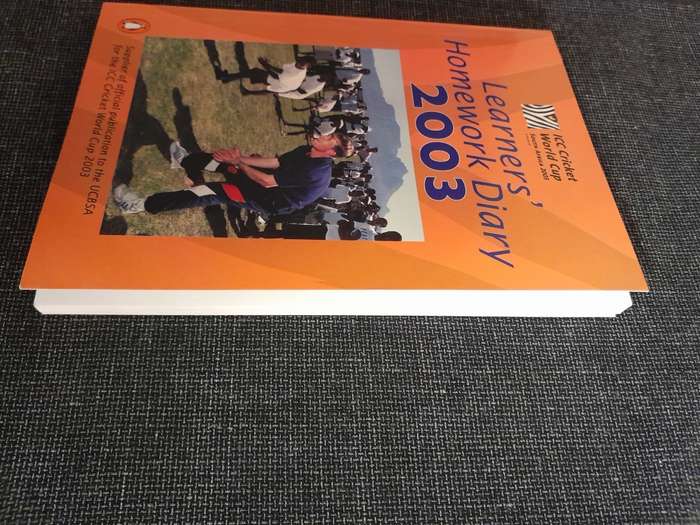 ICC Cricket
World Cup
SOUTH AFRICA 2003
Learners'
Homework Diary
2003
Supplier of official publication to the UCBSA
for the ICC Cricket World Cup 2003